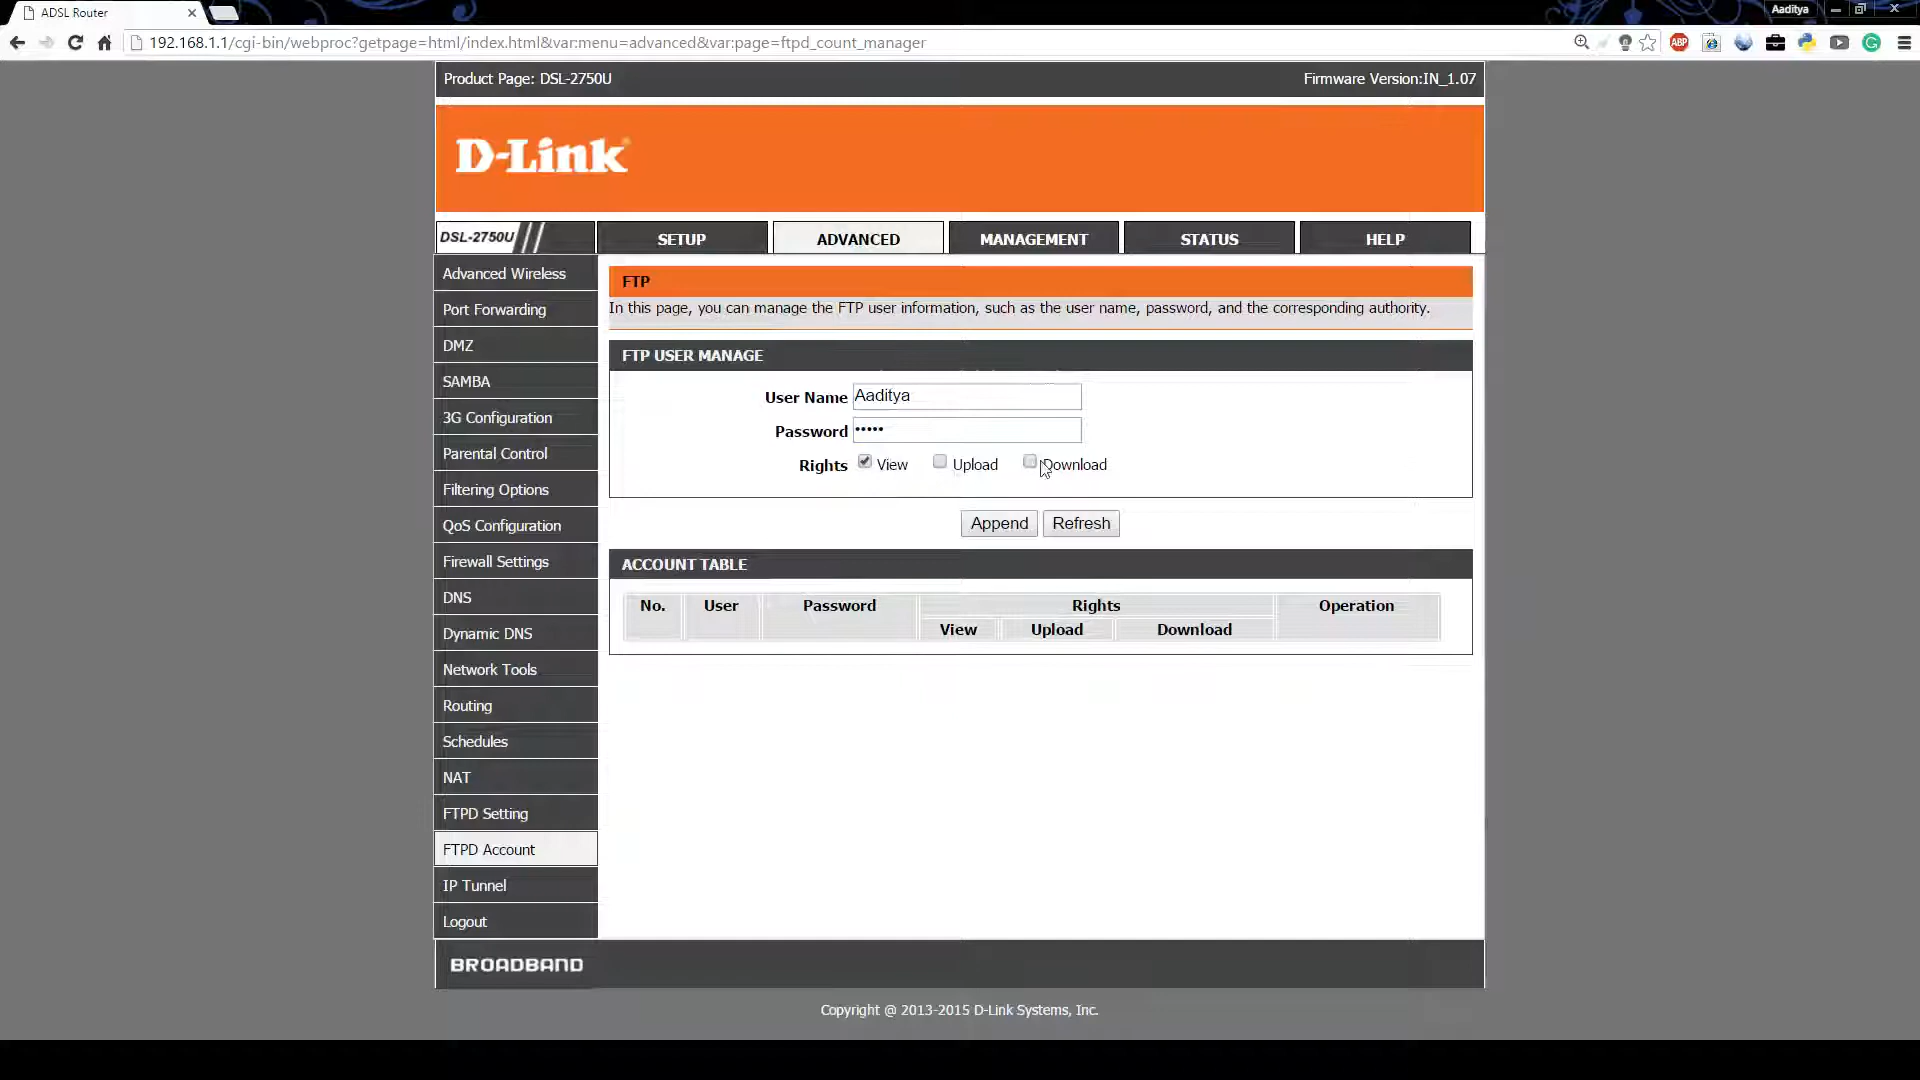 ADSL Router
Aaditya
192.168.1.1/cgi-bin/webproc?getpage=html/index.html&var:menu=advanced&var:page=ftpd_count_manager
ABP
Product Page: DSL-2750U
Firmware Version:IN_1.07
D-Link
DSL-2750U
SETUP
ADVANCED
MANAGEMENT
STATUS
HELP
Advanced Wireless
Port Forwarding
DMZ
SAMBA
3G Configuration
Parental Control
Filtering Options
QoS Configuration
Firewall Settings
DNS
Dynamic DNS
Network Tools
Routing
Schedules
NAT
FTPD Setting
FTPD Account
IP Tunnel
Logout
FTP
In this page, you can manage the FTP user information, such as the user name, password, and the corresponding authority.
FTP USER MANAGE
User Name Aaditya
Password •••••
Rights View Upload Download
Append Refresh
ACCOUNT TABLE
No. User Password Rights Operation
View Upload Download
BROADBAND
Copyright @ 2013-2015 D-Link Systems, Inc.